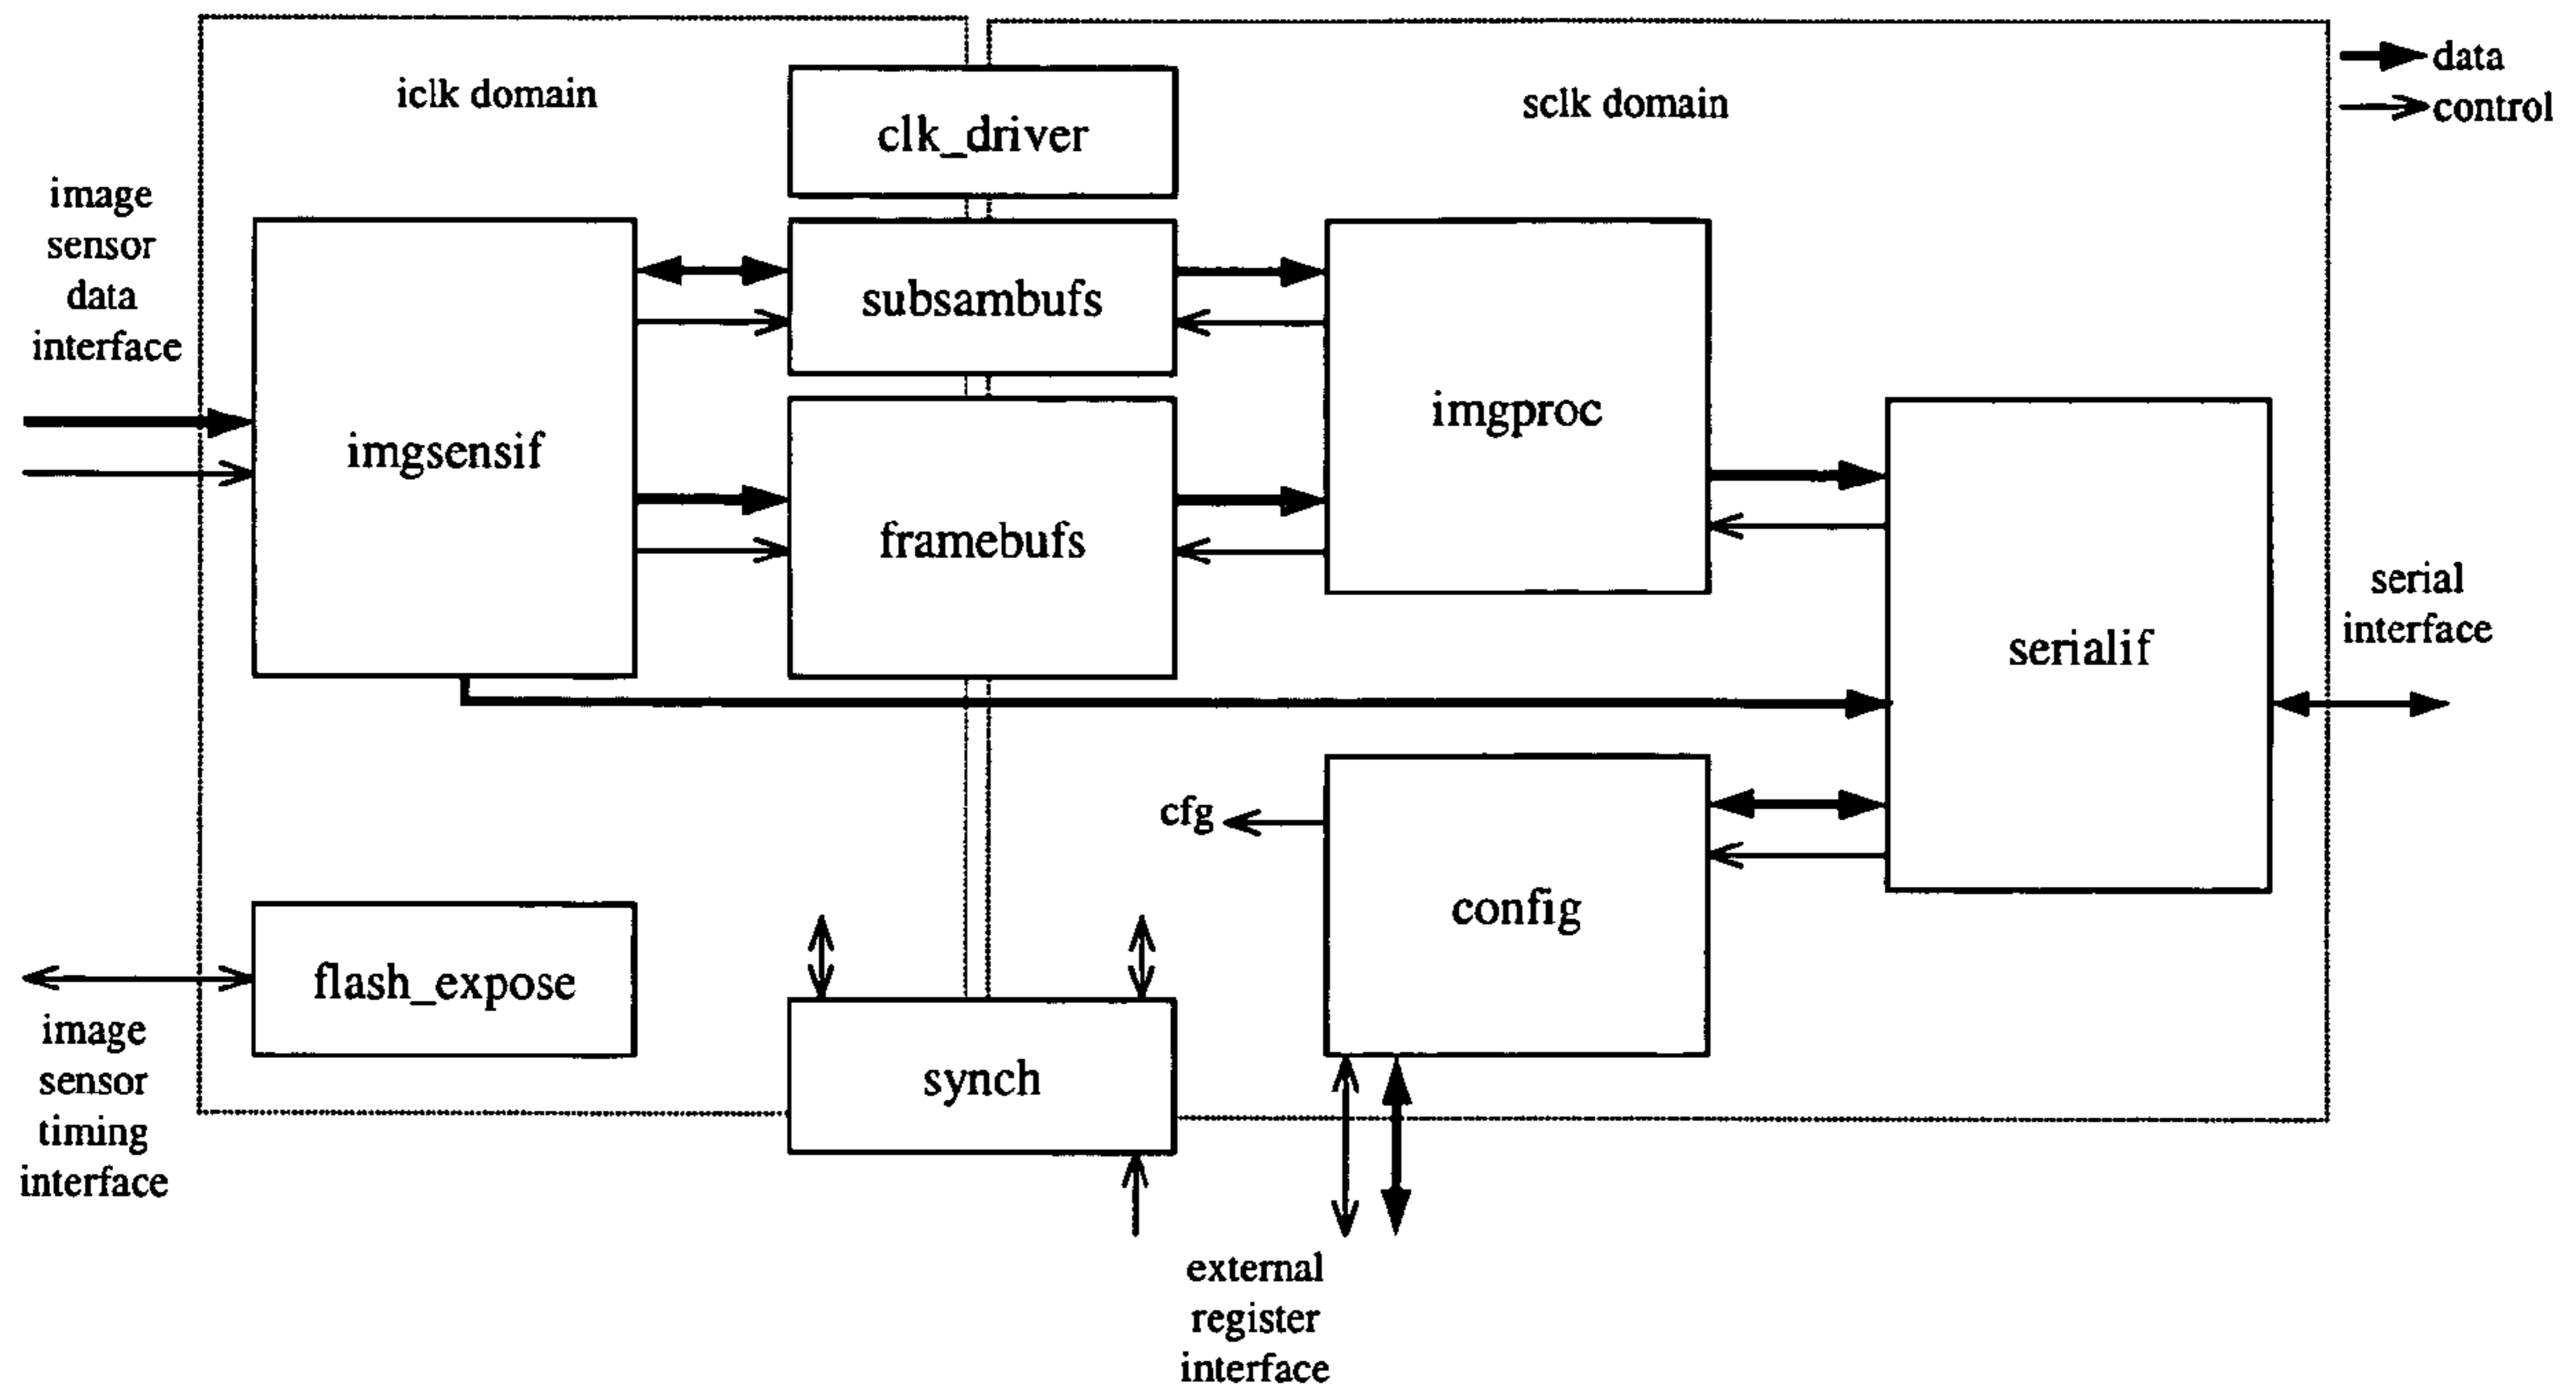 iclk domain
sclk domain
data
control
clk_driver
image
sensor
data
interface
subsambufs
imgproc
imgsensif
framebufs
serial
interface
serialif
cfg
config
flash_expose
image
sensor
timing
interface
synch
external
register
interface